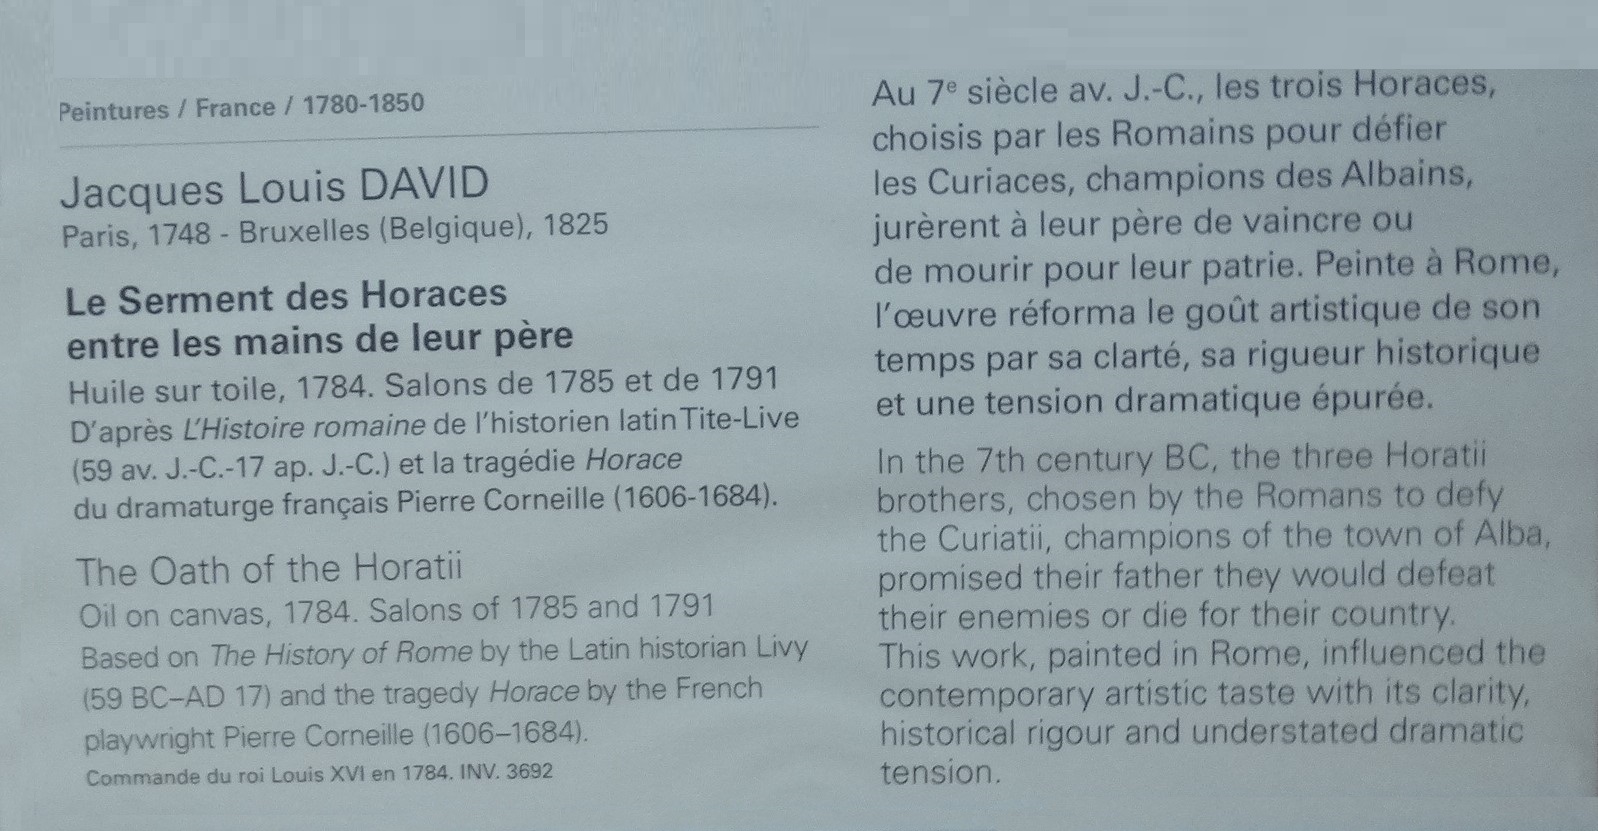 Peintures / France / 1780-1850
Jacques Louis DAVID
Paris, 1748 - Bruxelles (Belgique), 1825
Le Serment des Horaces
entre les mains de leur père
Huile sur toile, 1784. Salons de 1785 et de 1791
D'après L'Histoire romaine de l'historien latin Tite-Live
(59 av. J.-C.-17 ap. J.-C.) et la tragédie Horace
du dramaturge français Pierre Corneille (1606-1684).
The Oath of the Horatii
Oil on canvas, 1784. Salons of 1785 and 1791
Based on The History of Rome by the Latin historian Livy
(59 BC–AD 17) and the tragedy Horace by the French
playwright Pierre Corneille (1606–1684).
Commande du roi Louis XVI en 1784. INV. 3692
Au 7e siècle av. J.-C., les trois Horaces,
choisis par les Romains pour défier
les Curiaces, champions des Albains,
jurèrent à leur père de vaincre ou
de mourir pour leur patrie. Peinte à Rome,
l'œuvre réforma le goût artistique de son
temps par sa clarté, sa rigueur historique
et une tension dramatique épurée.
In the 7th century BC, the three Horatii
brothers, chosen by the Romans to defy
the Curiatii, champions of the town of Alba,
promised their father they would defeat
their enemies or die for their country.
This work, painted in Rome, influenced the
contemporary artistic taste with its clarity,
historical rigour and understated dramatic
tension.